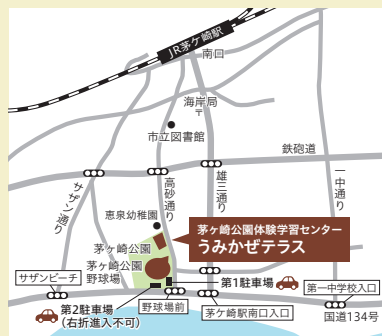 JR茅ケ崎駅
南口
海岸局
〒
市立図書館
鉄砲道
サザン通り
高砂通り
雄三通り
一中通り
恵泉幼稚園
茅ヶ崎公園体験学習センター
うみかぜテラス
茅ヶ崎公園
茅ヶ崎公園
野球場
サザンビーチ
第1駐車場
第一中学校入口
第2駐車場
(右折進入不可)
野球場前
茅ヶ崎駅南口入口
国道134号